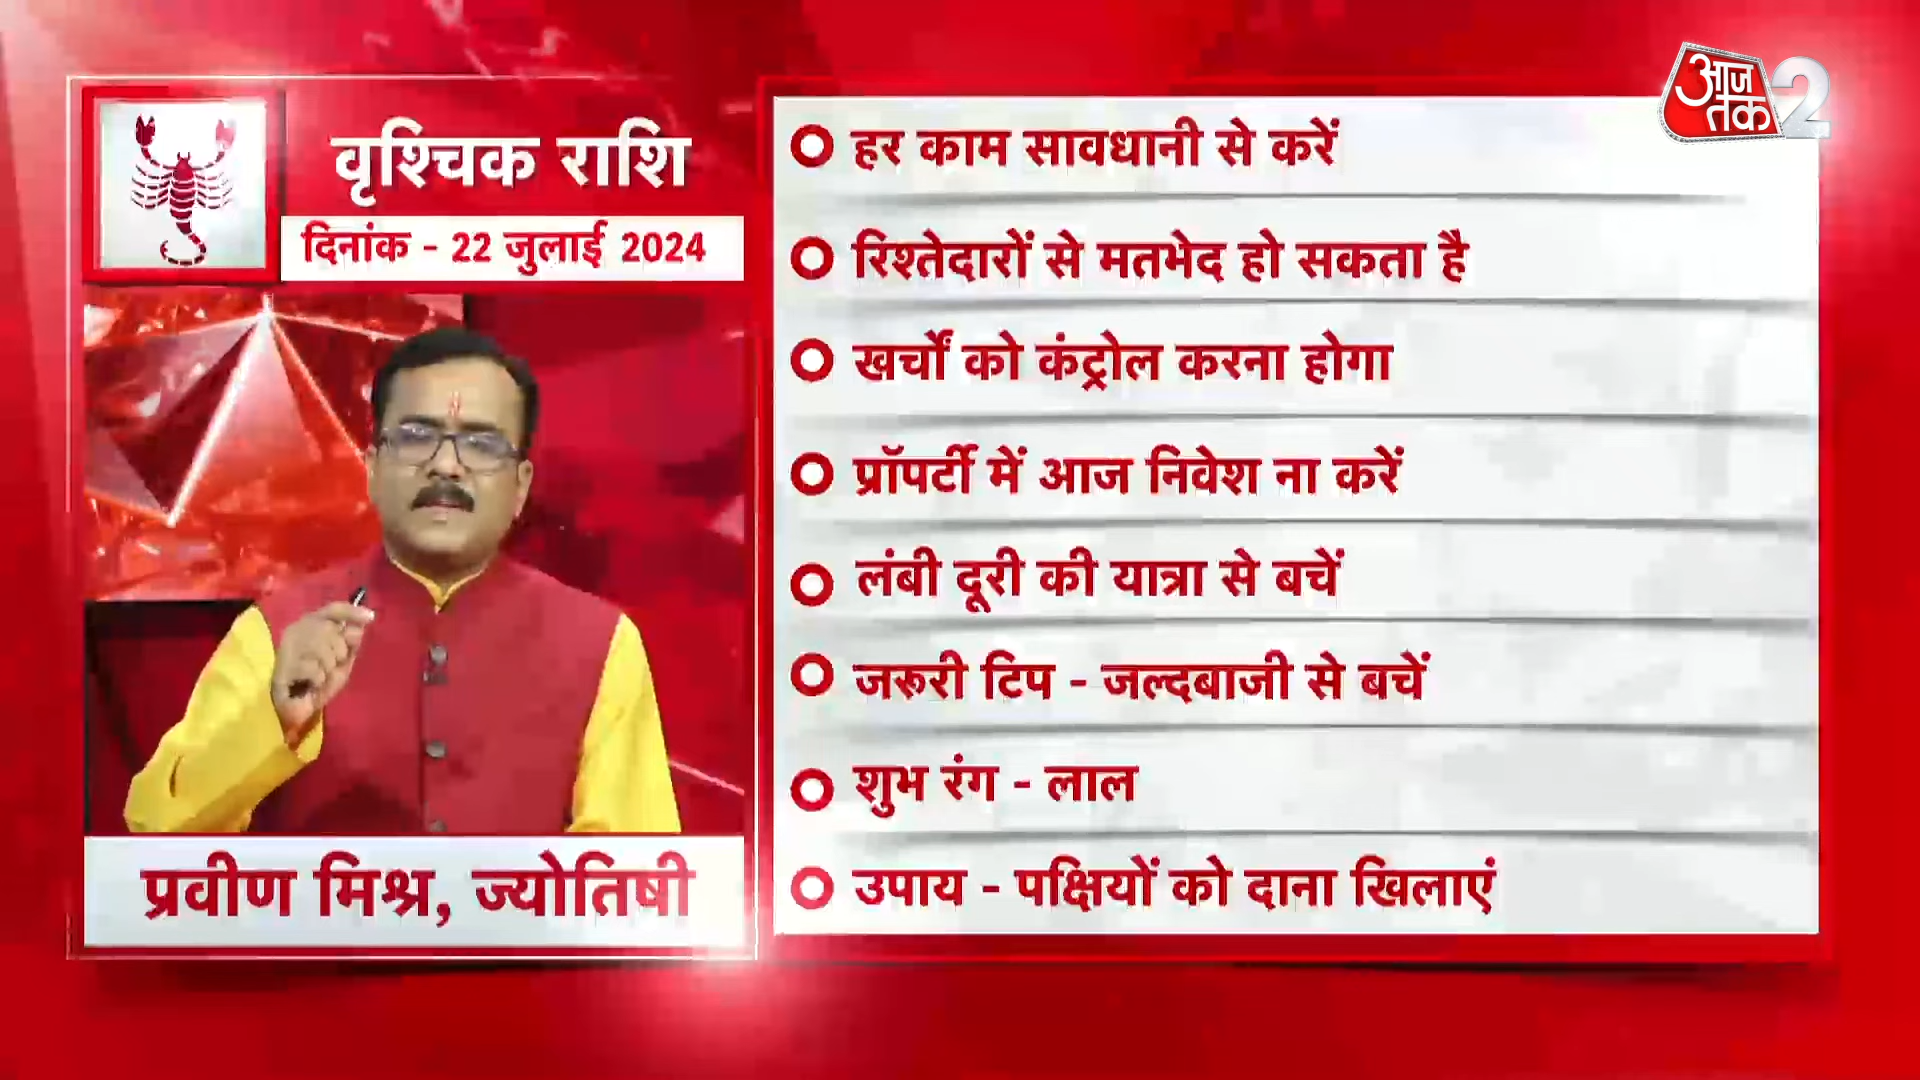 वृश्चिक राशि
दिनांक - 22 जुलाई 2024
प्रवीण मिश्र, ज्योतिषी
आज तक 2
हर काम सावधानी से करें
रिश्तेदारों से मतभेद हो सकता है
खर्चों को कंट्रोल करना होगा
प्रॉपर्टी में आज निवेश ना करें
लंबी दूरी की यात्रा से बचें
जरूरी टिप - जल्दबाजी से बचें
शुभ रंग - लाल
उपाय - पक्षियों को दाना खिलाएं